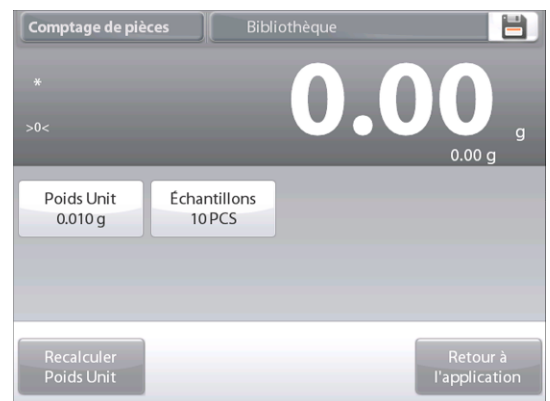 Comptage de pièces
Bibliothèque
*
0.00
>0<
g
0.00 g
Poids Unit
0.010 g
Échantillons
10 PCS
Recalculer
Poids Unit
Retour à
l'application